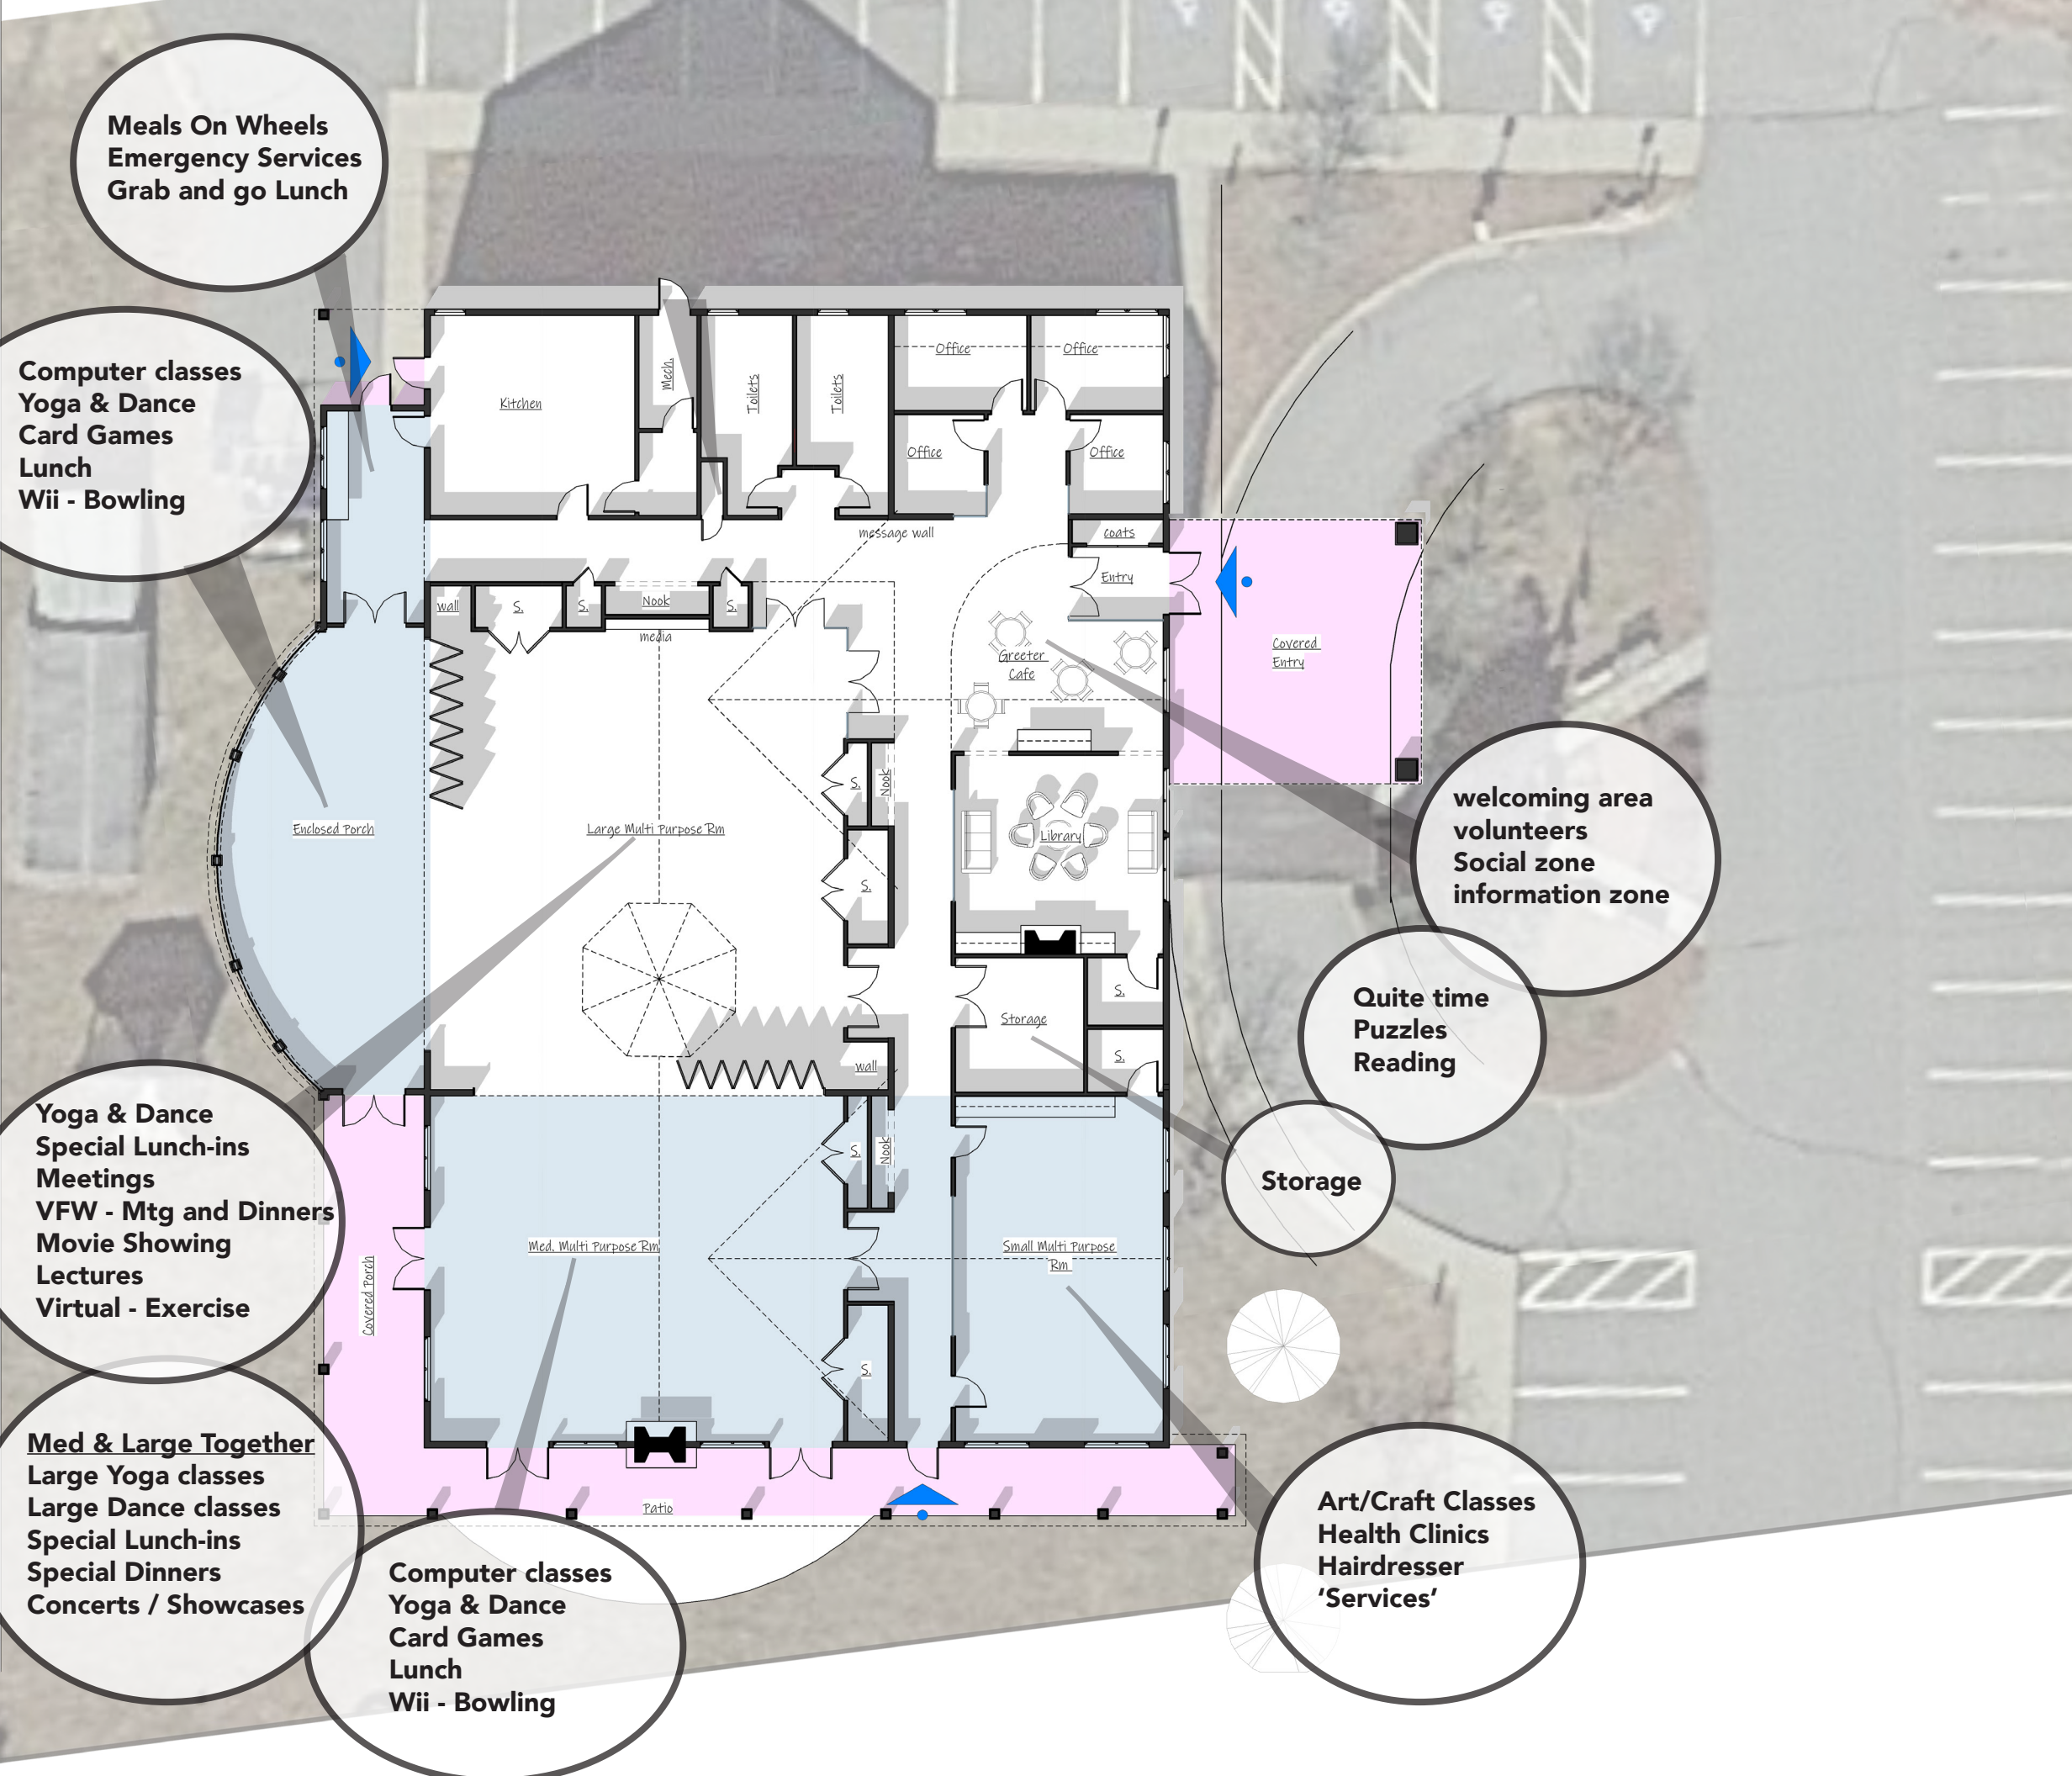 Meals On Wheels
Emergency Services
Grab and go Lunch
Computer classes
Yoga & Dance
Card Games
Lunch
Wii - Bowling
Kitchen
Mech.
Toilets
Toilets
Office
Office
Office
Office
message wall
coats
Entry
Covered
Entry
wall
S.
S.
Nook
S.
media
Greeter
Cafe
S.
Nook
Enclosed Porch
Large Multi Purpose Rm
Library
S.
welcoming area
volunteers
Social zone
information zone
Quite time
Puzzles
Reading
Storage
S.
S.
wall
Yoga & Dance
Special Lunch-ins
Meetings
VFW - Mtg and Dinners
Movie Showing
Lectures
Virtual - Exercise
S.
Nook
Storage
Covered Porch
Med. Multi Purpose Rm
Small Multi Purpose
Rm
S.
Med & Large Together
Large Yoga classes
Large Dance classes
Special Lunch-ins
Special Dinners
Concerts / Showcases
Patio
Computer classes
Yoga & Dance
Card Games
Lunch
Wii - Bowling
Art/Craft Classes
Health Clinics
Hairdresser
‘Services’